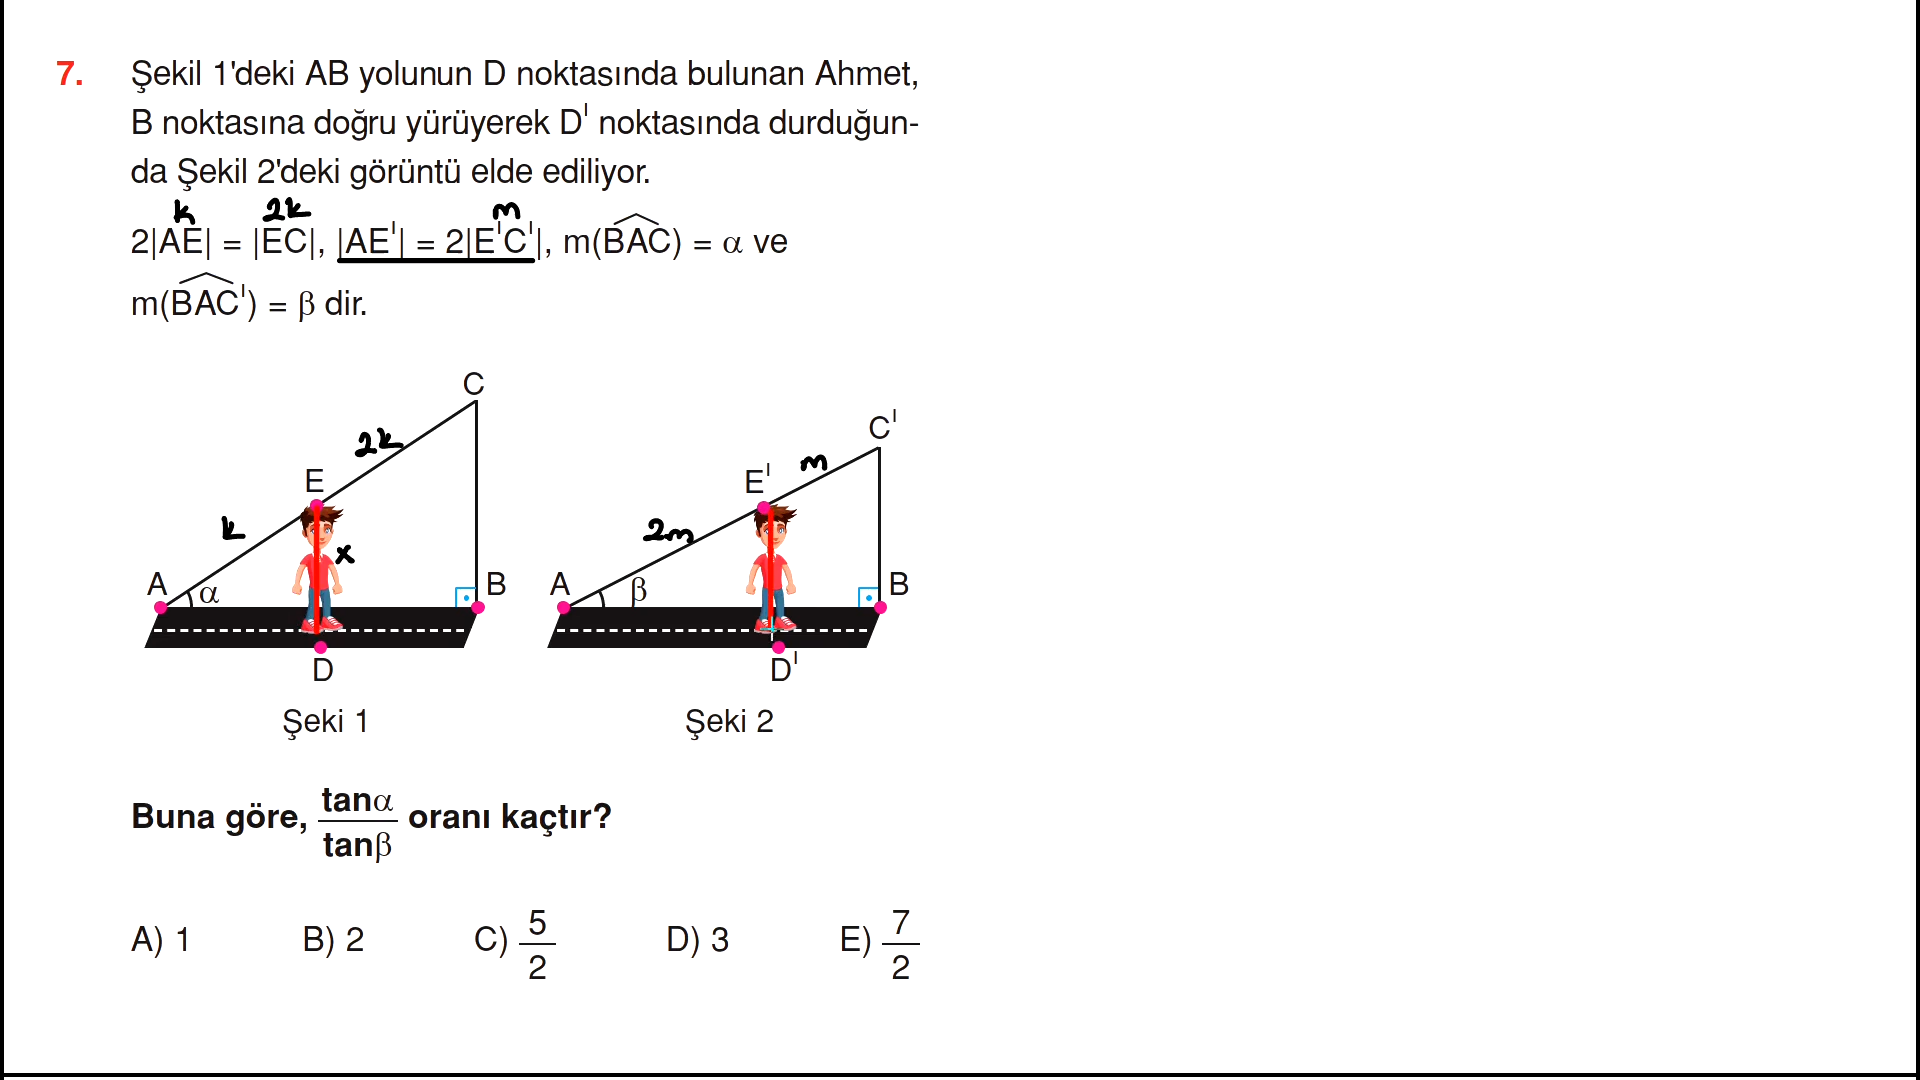 7. Şekil 1'deki AB yolunun D noktasında bulunan Ahmet,
B noktasına doğru yürüyerek D' noktasında durduğun-
da Şekil 2'deki görüntü elde ediliyor.
k 2k m
2|AE| = |EC|, |AE'| = 2|E'C'|, m(BAC) = α ve
m(BAC') = β dir.
C
C'
2k
E
E'
m
k
2m
x
A
α
B
A
β
B
D
D'
Şeki 1
Şeki 2
Buna göre, tanα/tanβ oranı kaçtır?
A) 1 B) 2 C) 5/2 D) 3 E) 7/2